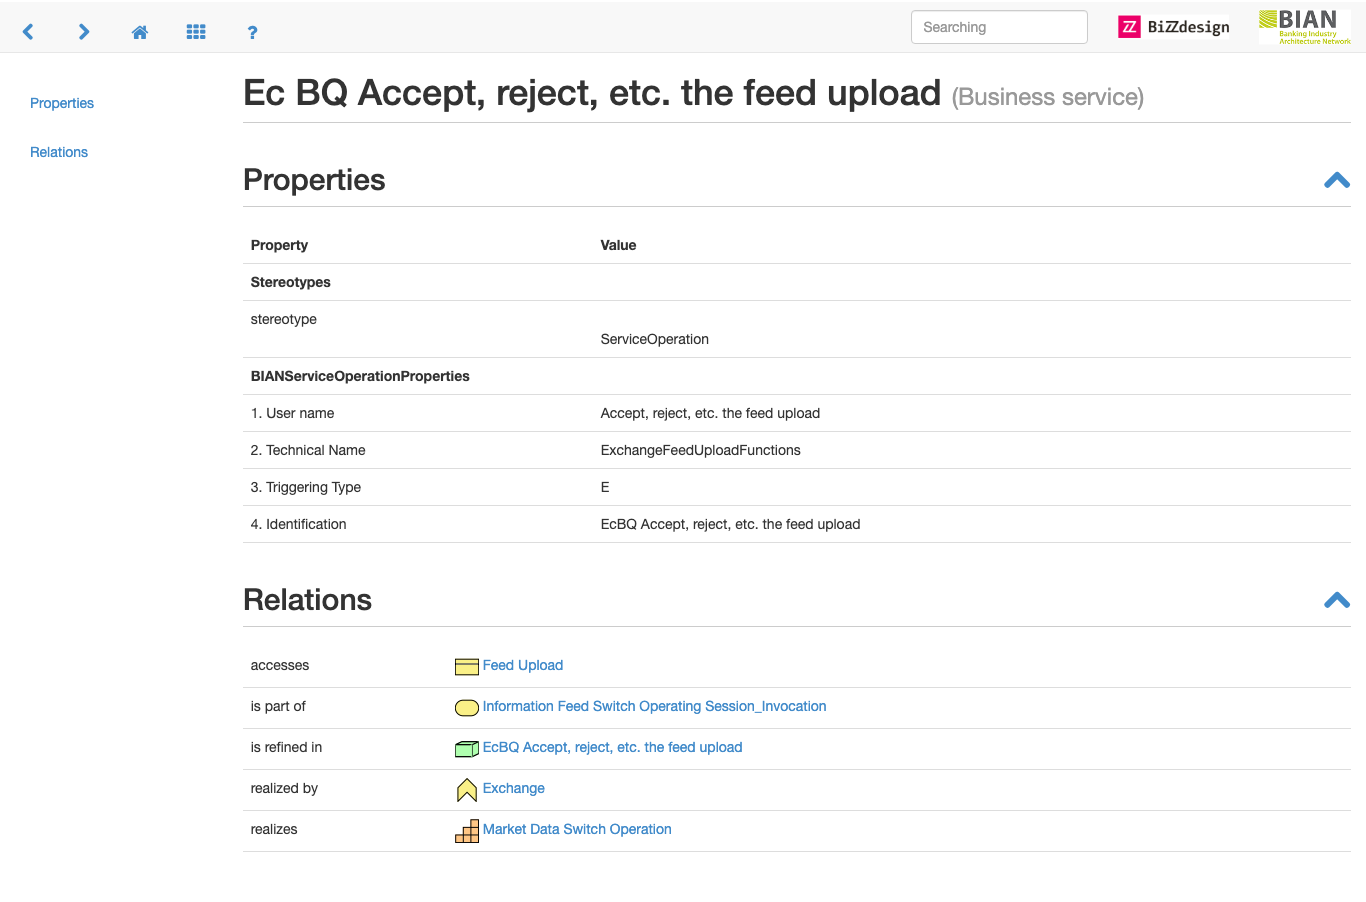 ?
Searching
ZZ BiZZdesign
BIAN
Banking Industry
Architecture Network
Properties
Relations
Ec BQ Accept, reject, etc. the feed upload (Business service)
Properties
Property Value
Stereotypes
stereotype
ServiceOperation
BIANServiceOperationProperties
1. User name Accept, reject, etc. the feed upload
2. Technical Name ExchangeFeedUploadFunctions
3. Triggering Type E
4. Identification EcBQ Accept, reject, etc. the feed upload
Relations
accesses Feed Upload
is part of Information Feed Switch Operating Session_Invocation
is refined in EcBQ Accept, reject, etc. the feed upload
realized by Exchange
realizes Market Data Switch Operation